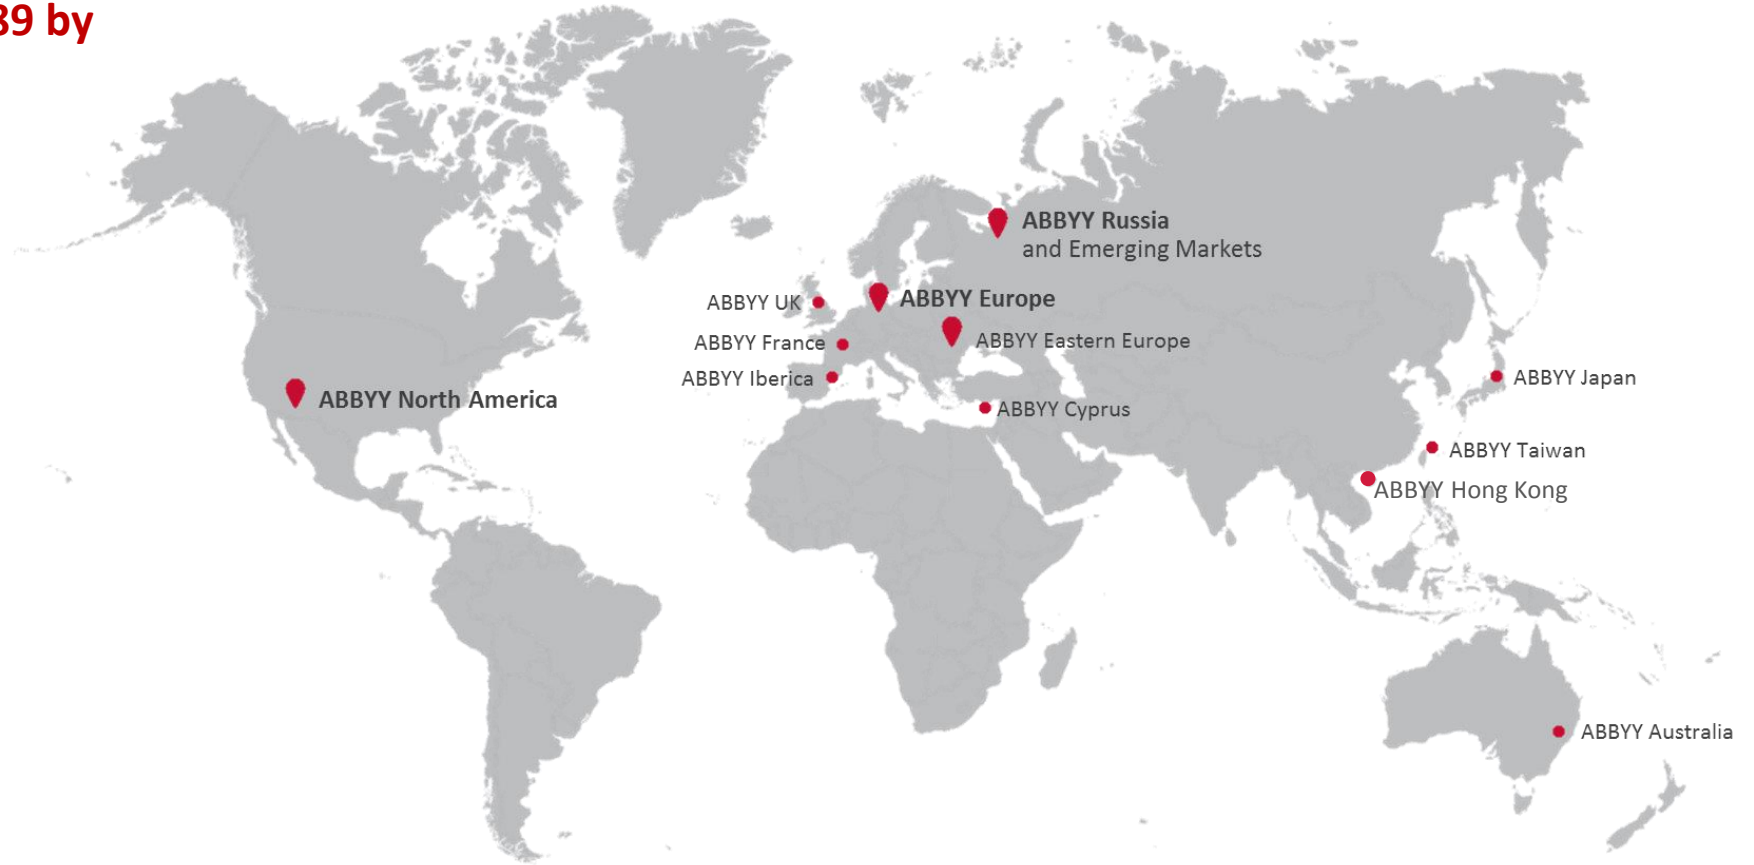 89 by
ABBYY Russia
and Emerging Markets
ABBYY UK
ABBYY Europe
ABBYY France
ABBYY Eastern Europe
ABBYY Iberica
ABBYY Japan
ABBYY North America
ABBYY Cyprus
ABBYY Taiwan
ABBYY Hong Kong
ABBYY Australia